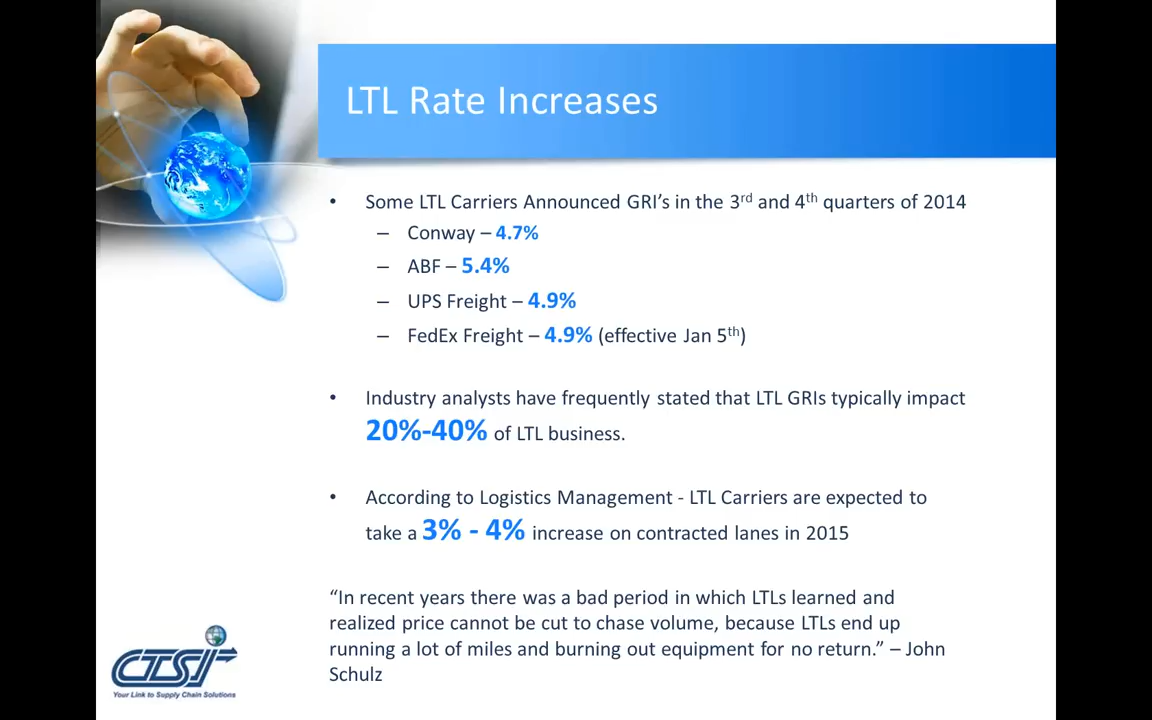 LTL Rate Increases
• Some LTL Carriers Announced GRI’s in the 3rd and 4th quarters of 2014
– Conway – 4.7%
– ABF – 5.4%
– UPS Freight – 4.9%
– FedEx Freight – 4.9% (effective Jan 5th)
• Industry analysts have frequently stated that LTL GRIs typically impact
20%-40% of LTL business.
• According to Logistics Management - LTL Carriers are expected to
take a 3% - 4% increase on contracted lanes in 2015
“In recent years there was a bad period in which LTLs learned and
realized price cannot be cut to chase volume, because LTLs end up
running a lot of miles and burning out equipment for no return.” – John
Schulz
CTSI
Your Link to Supply Chain Solutions